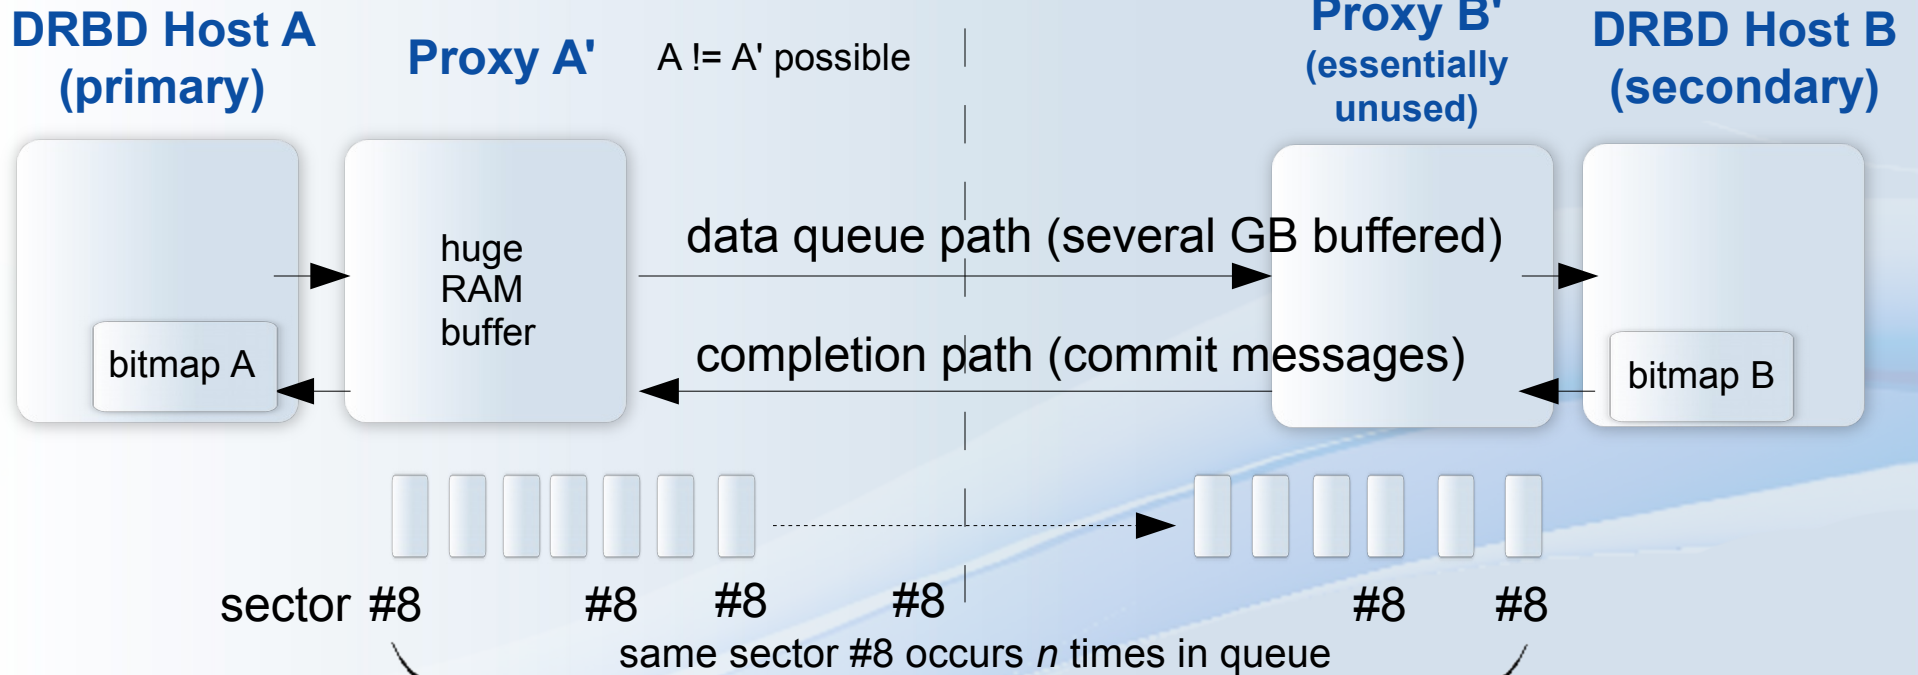 DRBD Host A
(primary)
Proxy A'
A != A' possible
Proxy B'
(essentially
unused)
DRBD Host B
(secondary)
huge
RAM
buffer
data queue path (several GB buffered)
completion path (commit messages)
bitmap A
bitmap B
sector #8 #8 #8 #8 #8 #8
same sector #8 occurs n times in queue